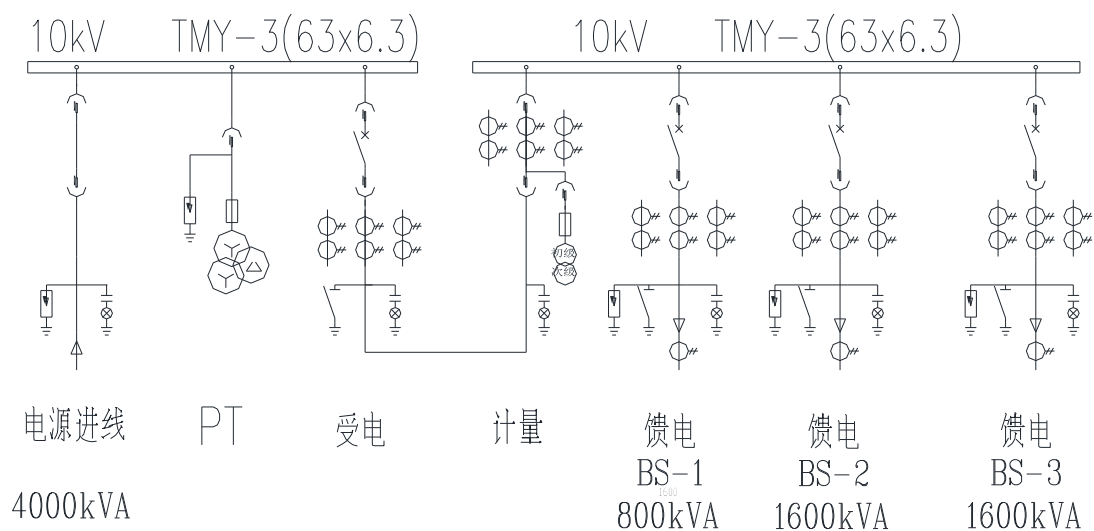 10kV TMY-3(63x6.3) 10kV TMY-3(63x6.3)
初级
次级
电源进线 PT 受电 计量 馈电 馈电 馈电
BS-1 BS-2 BS-3
1600
4000kVA 800kVA 1600kVA 1600kVA